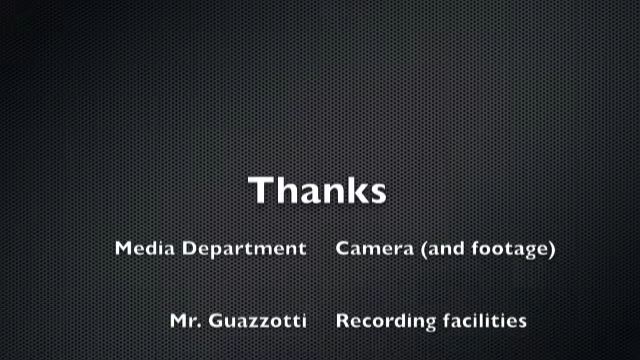 Thanks
Media Department Camera (and footage)
Mr. Guazzotti Recording facilities